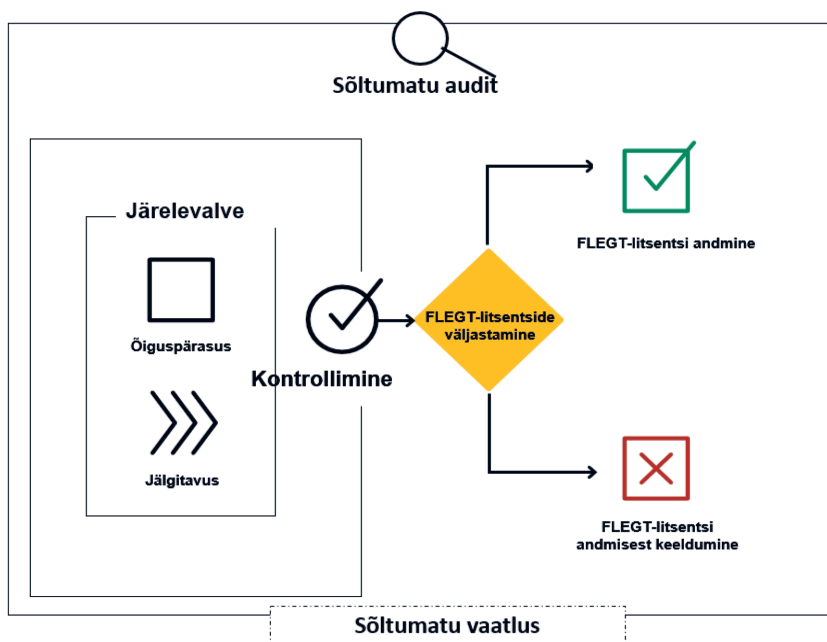 Sõltumatu audit
Järelevalve
Õiguspärasus
Jälgitavus
Kontrollimine
FLEGT-litsentside
väljastamine
FLEGT-litsentsi andmine
FLEGT-litsentsi
andmisest keeldumine
Sõltumatu vaatlus